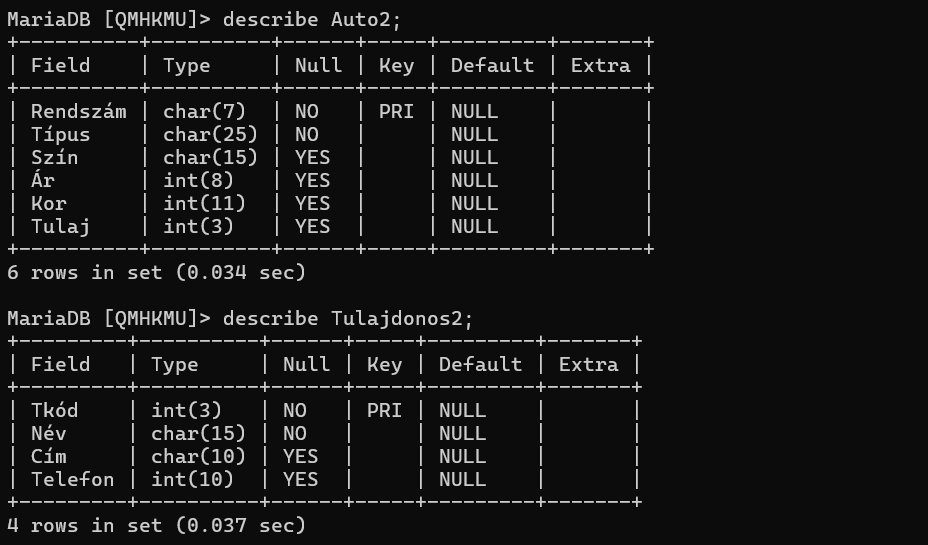 MariaDB [QMHKMU]> describe Auto2;
+----------+----------+------+-----+---------+-------+
| Field    | Type     | Null | Key | Default | Extra |
+----------+----------+------+-----+---------+-------+
| Rendszám | char(7)  | NO   | PRI | NULL    |       |
| Típus    | char(25) | NO   |     | NULL    |       |
| Szín     | char(15) | YES  |     | NULL    |       |
| Ár       | int(8)   | YES  |     | NULL    |       |
| Kor      | int(11)  | YES  |     | NULL    |       |
| Tulaj    | int(3)   | YES  |     | NULL    |       |
+----------+----------+------+-----+---------+-------+
6 rows in set (0.034 sec)
MariaDB [QMHKMU]> describe Tulajdonos2;
+---------+----------+------+-----+---------+-------+
| Field   | Type     | Null | Key | Default | Extra |
+---------+----------+------+-----+---------+-------+
| Tkód    | int(3)   | NO   | PRI | NULL    |       |
| Név     | char(15) | NO   |     | NULL    |       |
| Cím     | char(10) | YES  |     | NULL    |       |
| Telefon | int(10)  | YES  |     | NULL    |       |
+---------+----------+------+-----+---------+-------+
4 rows in set (0.037 sec)